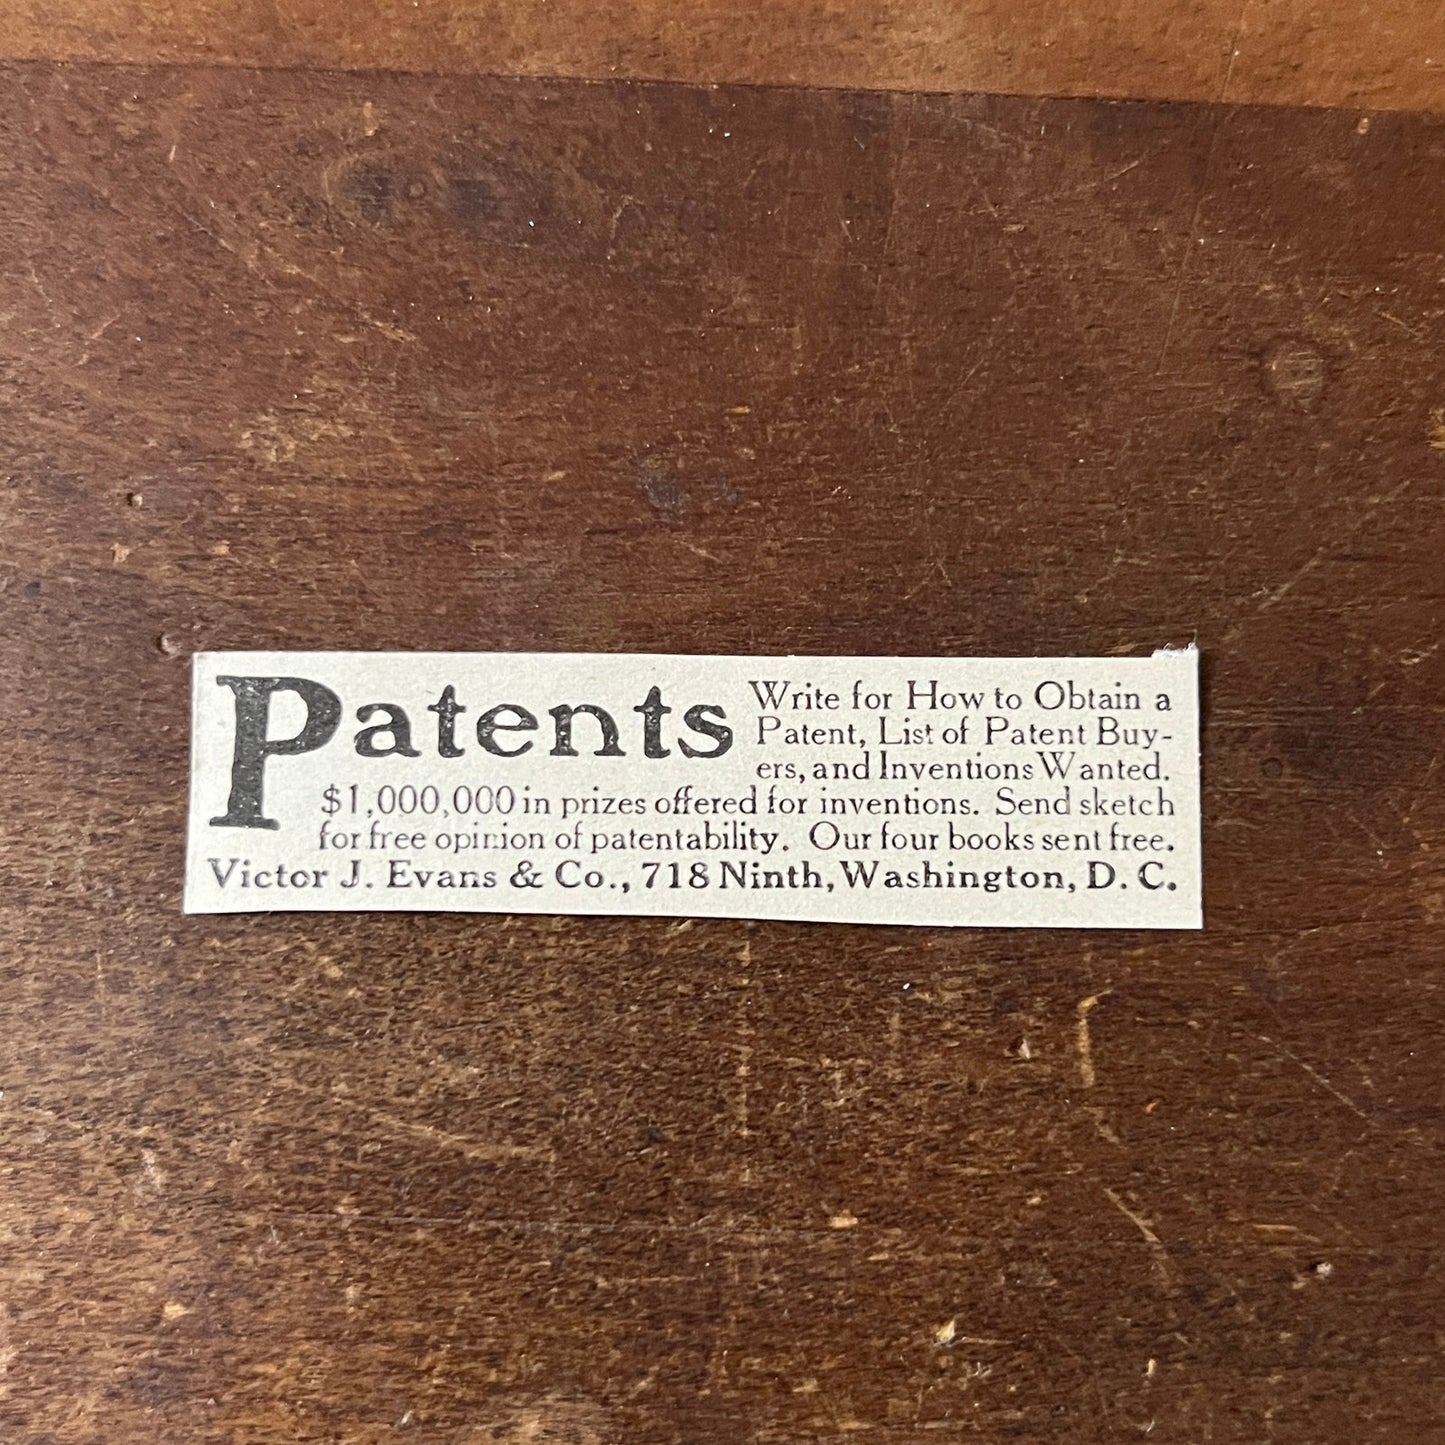 Patents Write for How to Obtain a
Patent, List of Patent Buy-
ers, and Inventions Wanted.
$1,000,000 in prizes offered for inventions. Send sketch
for free opinion of patentability. Our four books sent free.
Victor J. Evans & Co., 718 Ninth, Washington, D. C.